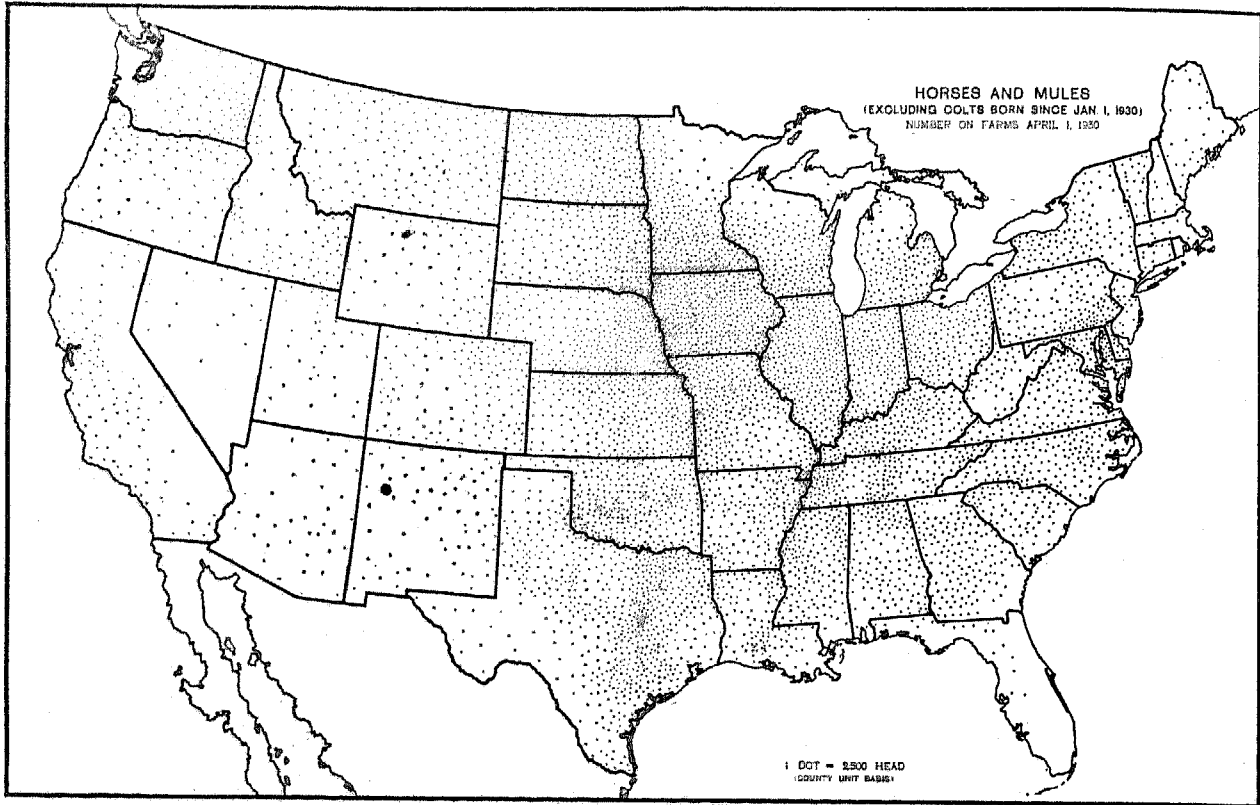 HORSES AND MULES
(EXCLUDING COLTS BORN SINCE JAN. 1, 1930)
NUMBER ON FARMS APRIL 1, 1930
1 DOT = 2,500 HEAD
(COUNTY UNIT BASIS)